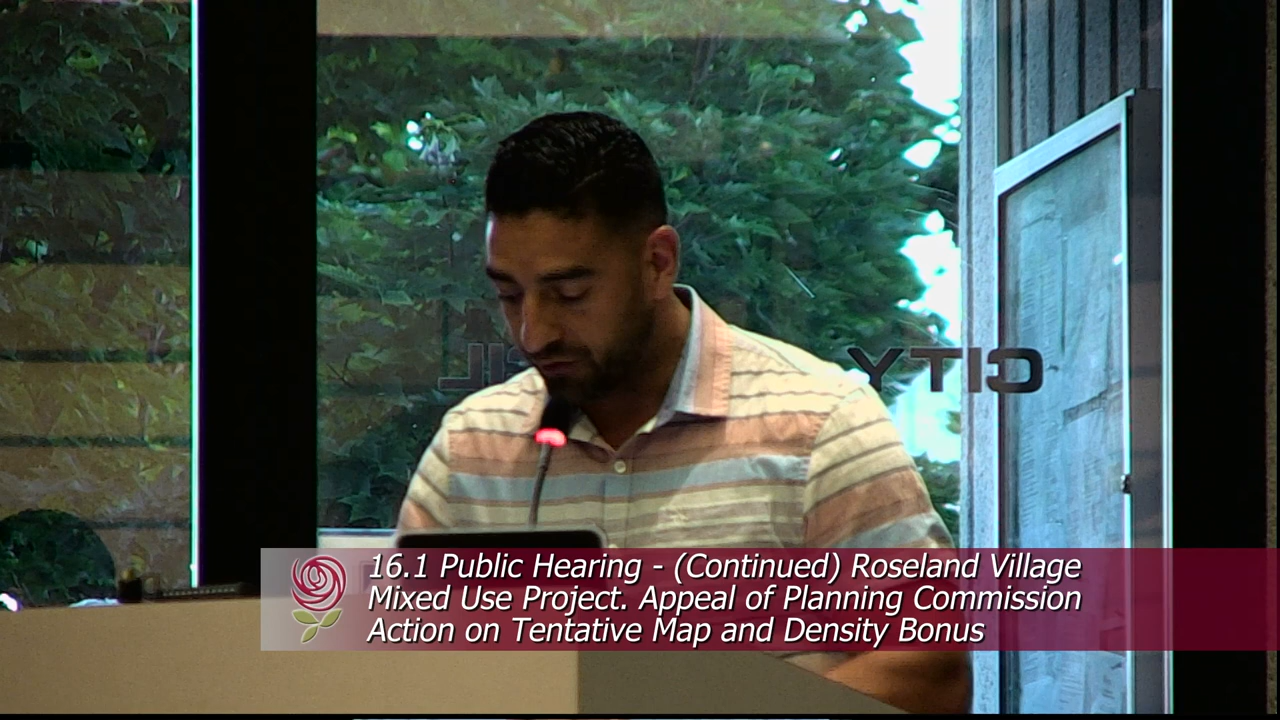 CITY
16.1 Public Hearing - (Continued) Roseland Village
Mixed Use Project. Appeal of Planning Commission
Action on Tentative Map and Density Bonus